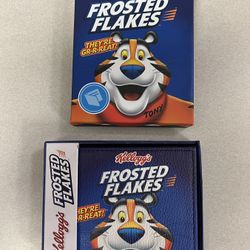 FROSTED
FLAKES
THEY'RE
GR-R-REAT!
TONY
Kellogg's
FROSTED
FLAKES
Kellogg's
FROSTED
FLAKES
THEY'RE
GR-R-REAT!